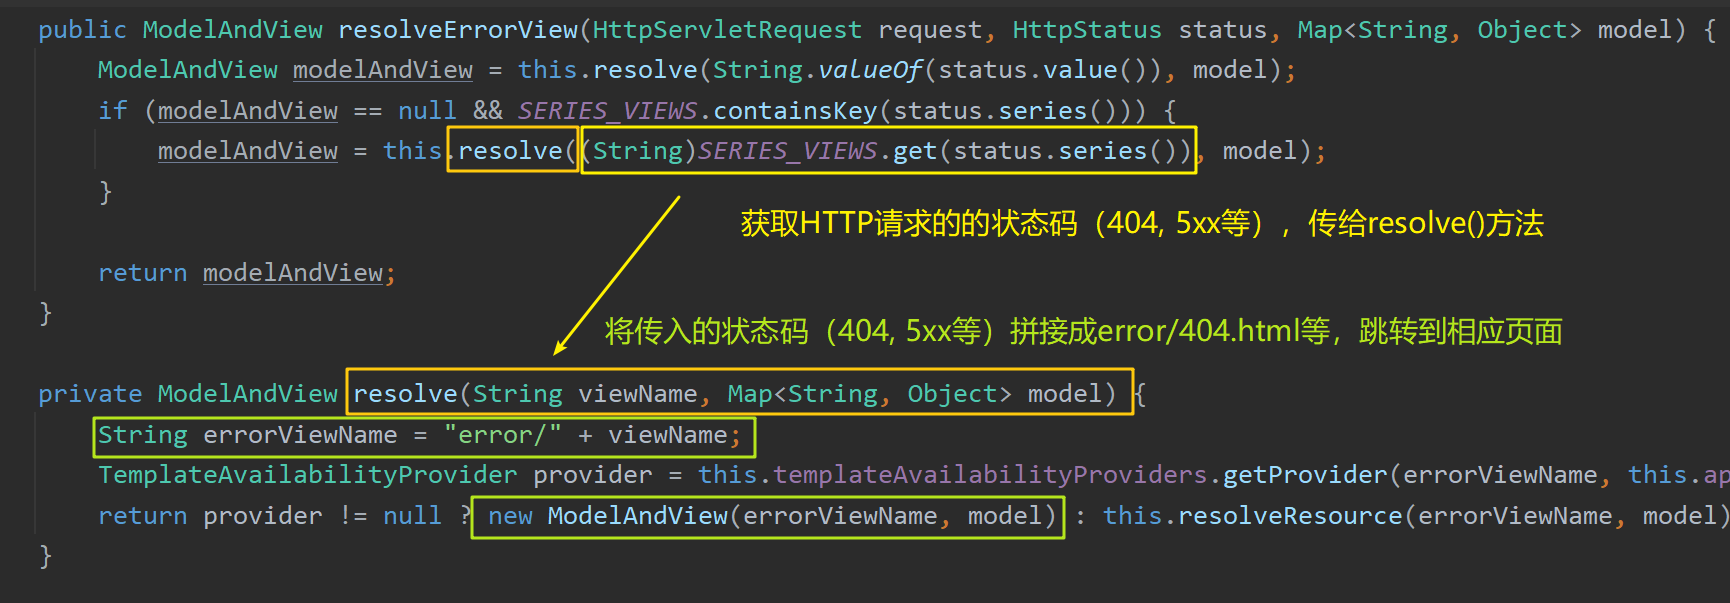 public ModelAndView resolveErrorView(HttpServletRequest request, HttpStatus status, Map<String, Object> model) {
ModelAndView modelAndView = this.resolve(String.valueOf(status.value()), model);
if (modelAndView == null && SERIES_VIEWS.containsKey(status.series())) {
modelAndView = this.resolve((String)SERIES_VIEWS.get(status.series()), model);
}
获取HTTP请求的的状态码（404, 5xx等），传给resolve()方法
return modelAndView;
}
将传入的状态码（404, 5xx等）拼接成error/404.html等，跳转到相应页面
private ModelAndView resolve(String viewName, Map<String, Object> model) {
String errorViewName = "error/" + viewName;
TemplateAvailabilityProvider provider = this.templateAvailabilityProviders.getProvider(errorViewName, this.ap
return provider != null ? new ModelAndView(errorViewName, model) : this.resolveResource(errorViewName, model)
}